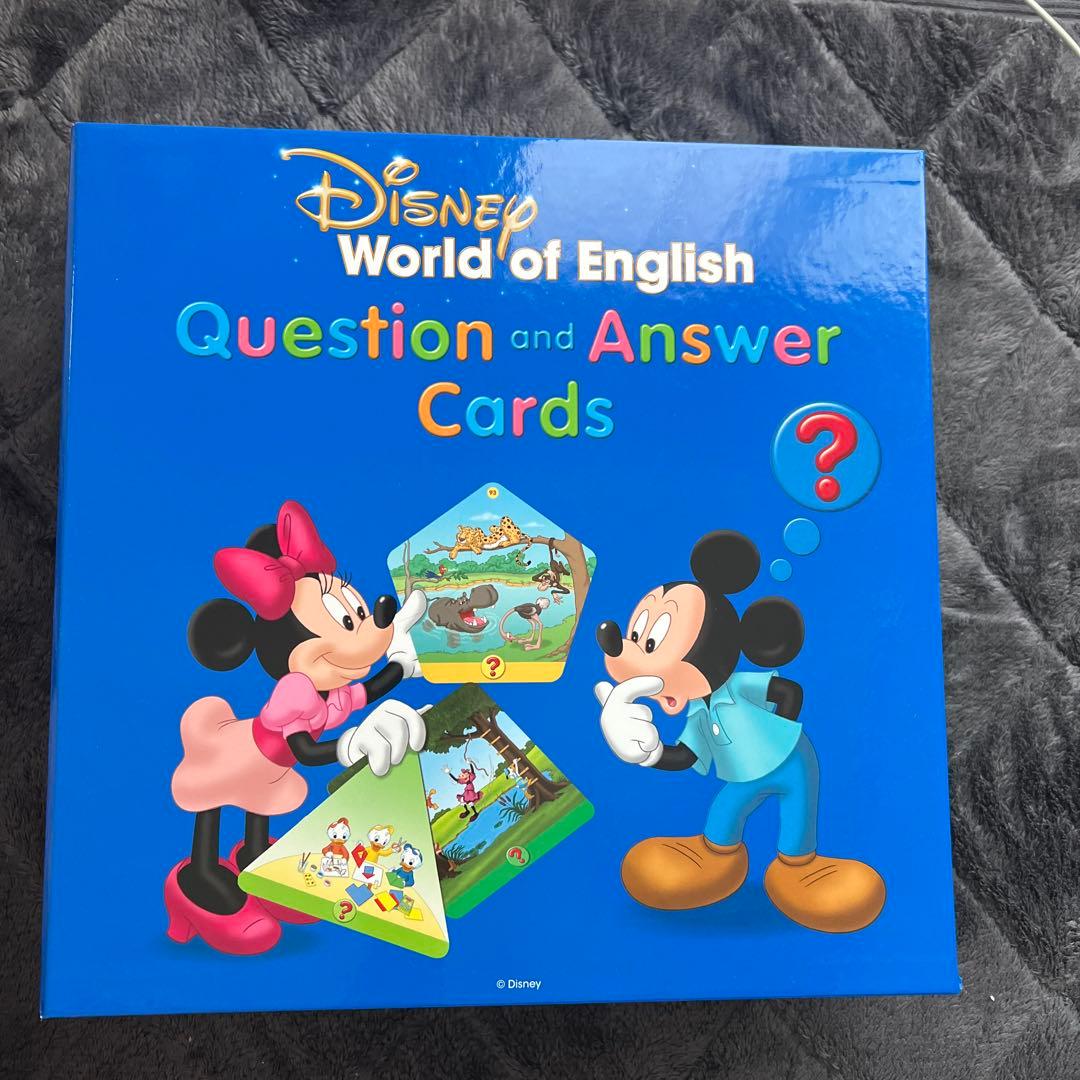 Disney
World of English
Question and Answer
Cards
?
93
?
?
?
© Disney